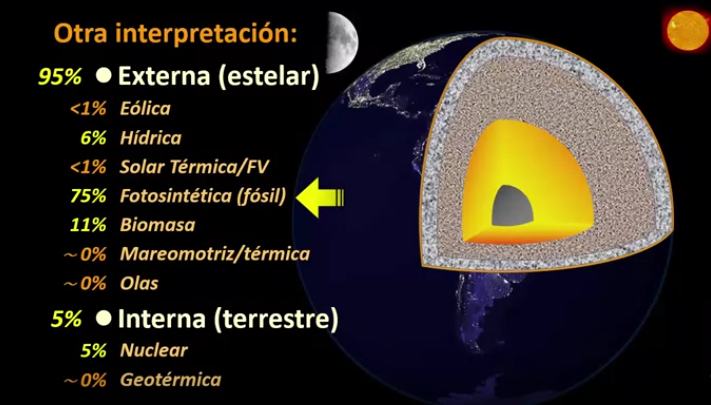 Otra interpretación:
95% ● Externa (estelar)
<1% Eólica
6% Hídrica
<1% Solar Térmica/FV
75% Fotosintética (fósil)
11% Biomasa
~0% Mareomotriz/térmica
~0% Olas
5% ● Interna (terrestre)
5% Nuclear
~0% Geotérmica